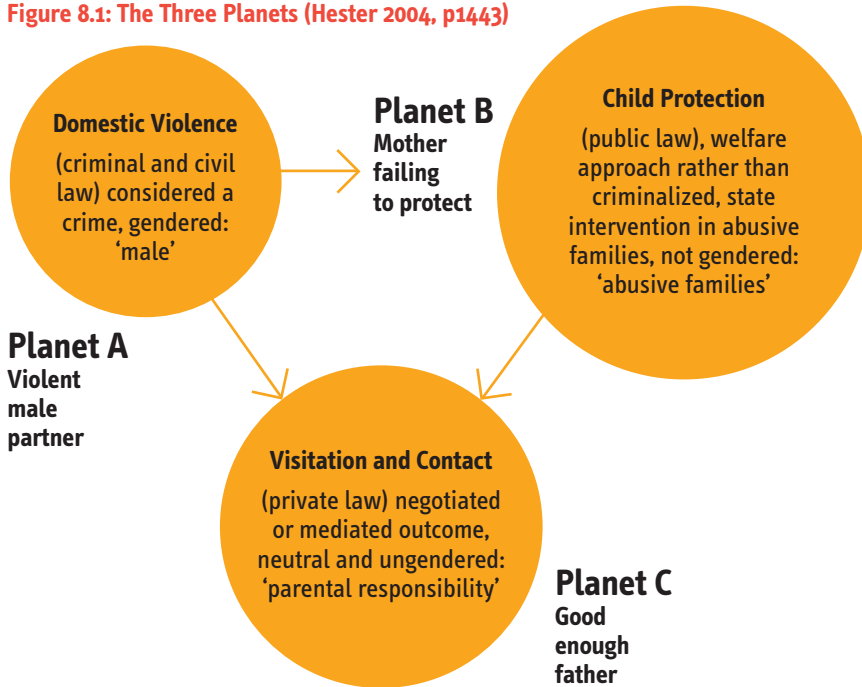 Figure 8.1: The Three Planets (Hester 2004, p1443)
Domestic Violence
(criminal and civil
law) considered a
crime, gendered:
‘male’
Planet A
Violent
male
partner
Planet B
Mother
failing
to protect
Child Protection
(public law), welfare
approach rather than
criminalized, state
intervention in abusive
families, not gendered:
‘abusive families’
Visitation and Contact
(private law) negotiated
or mediated outcome,
neutral and ungendered:
‘parental responsibility’
Planet C
Good
enough
father